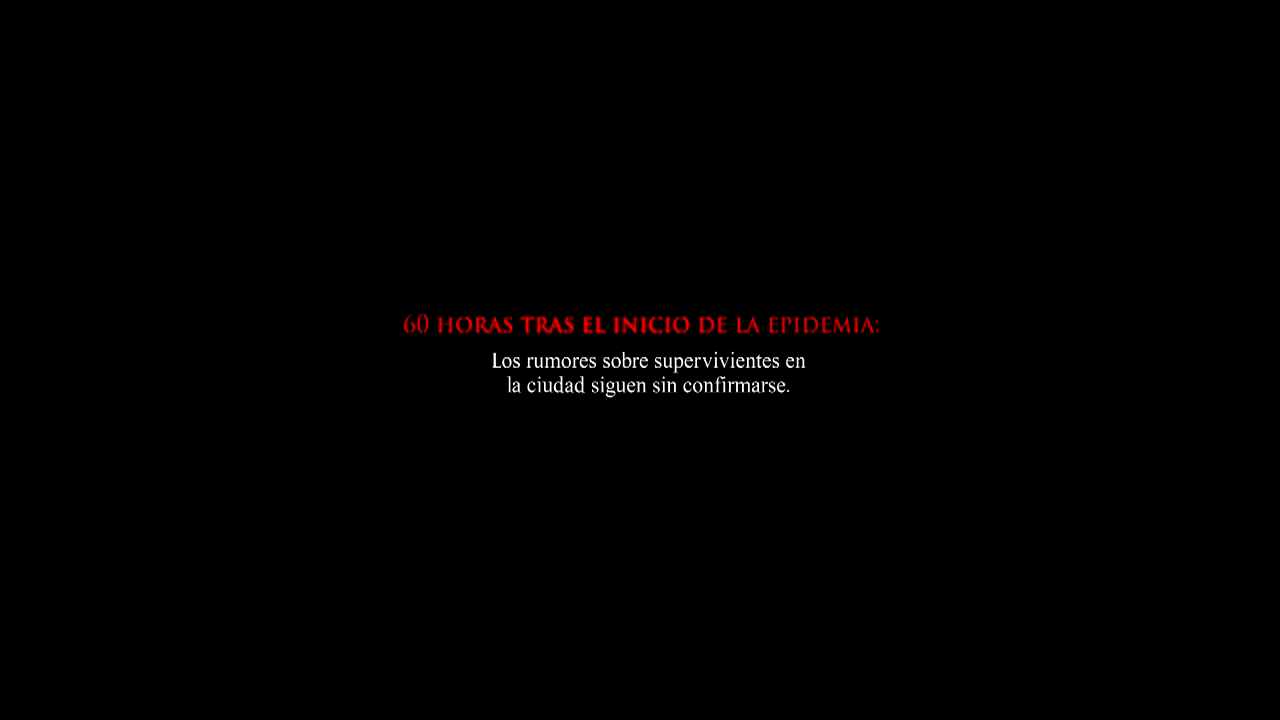 60 HORAS TRAS EL INICIO DE LA EPIDEMIA:
Los rumores sobre supervivientes en
la ciudad siguen sin confirmarse.